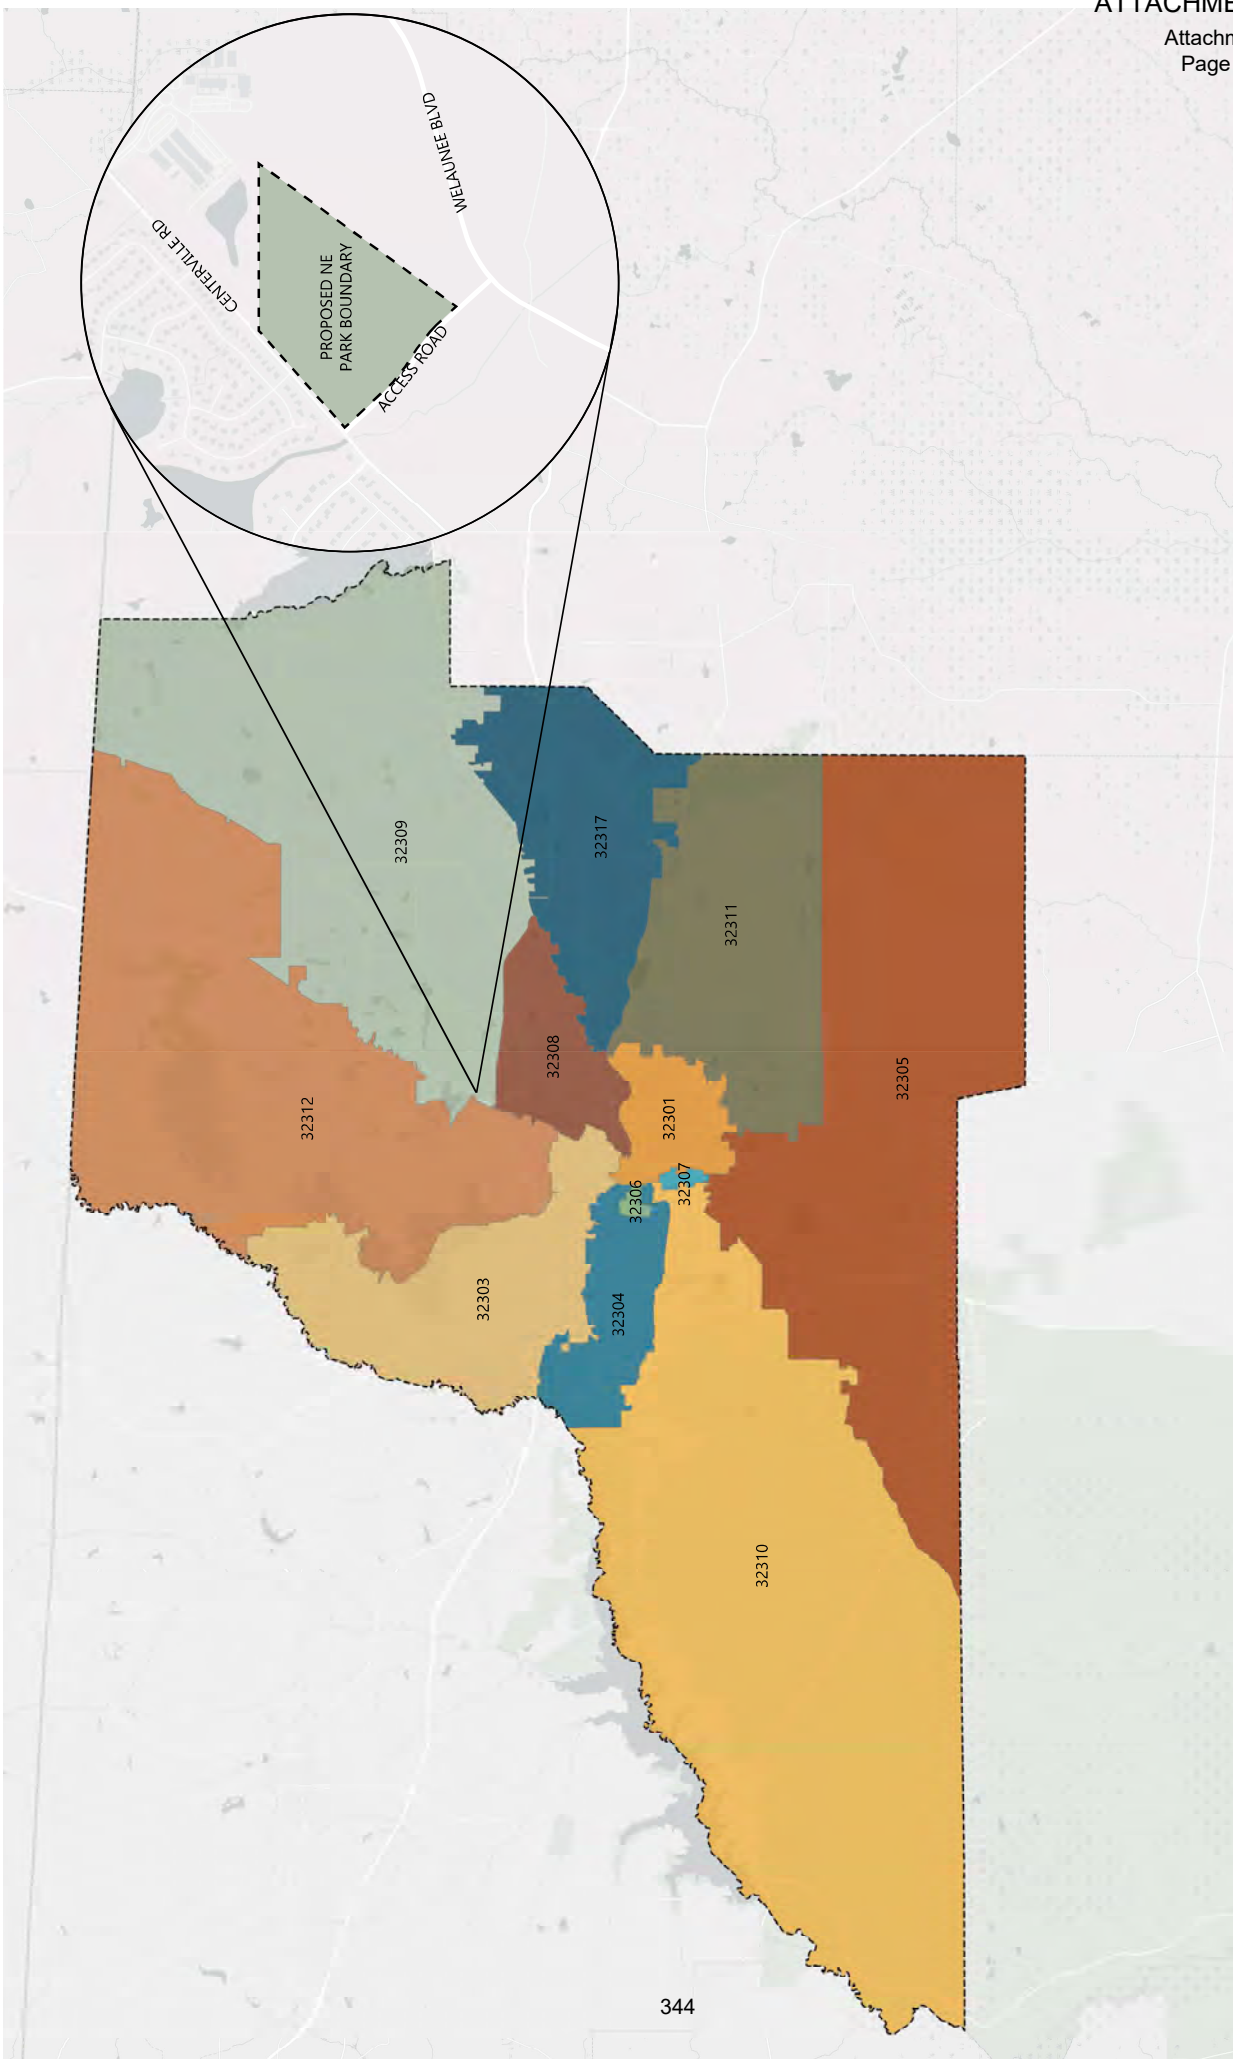 ATTACHME
Attachm
Page
WELAUNEE BLVD
CENTERVILLE RD
PROPOSED NE
PARK BOUNDARY
ACCESS ROAD
32309
32317
32311
32308
32305
32312
32301
32307
32306
32303
32304
32310
344